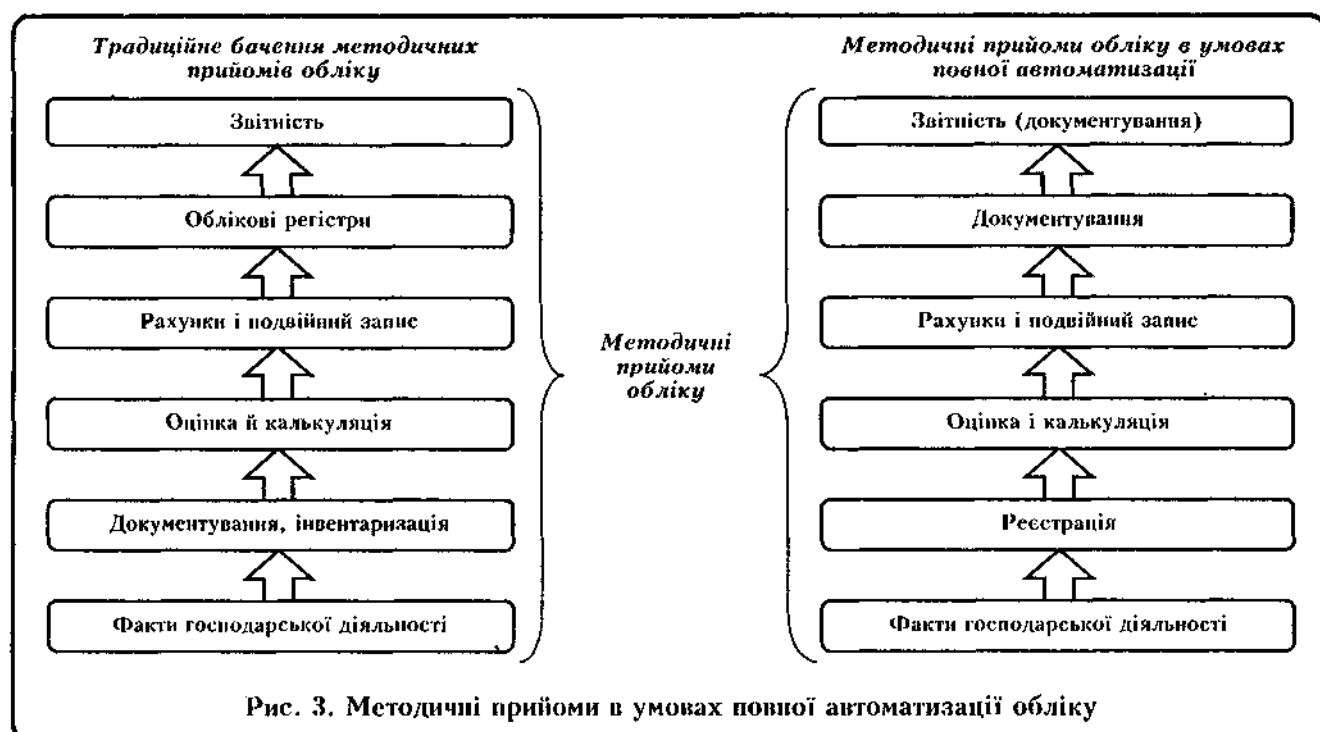 Традиційне бачення методичних
прийомів обліку
Звітність
Облікові регістри
Рахунки і подвійний запис
Оцінка й калькуляція
Документування, інвентаризація
Факти господарської діяльності
Методичні
прийоми
обліку
Методичні прийоми обліку в умовах
повної автоматизації
Звітність (документування)
Документування
Рахунки і подвійний запис
Оцінка і калькуляція
Реєстрація
Факти господарської діяльності
Рис. 3. Методичні прийоми в умовах повної автоматизації обліку